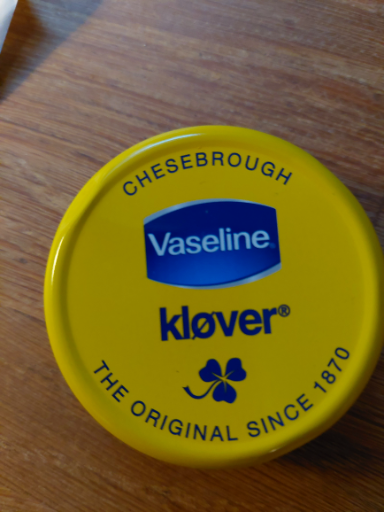 CHESEBROUGH
Vaseline
kløver®
THE ORIGINAL SINCE 1870